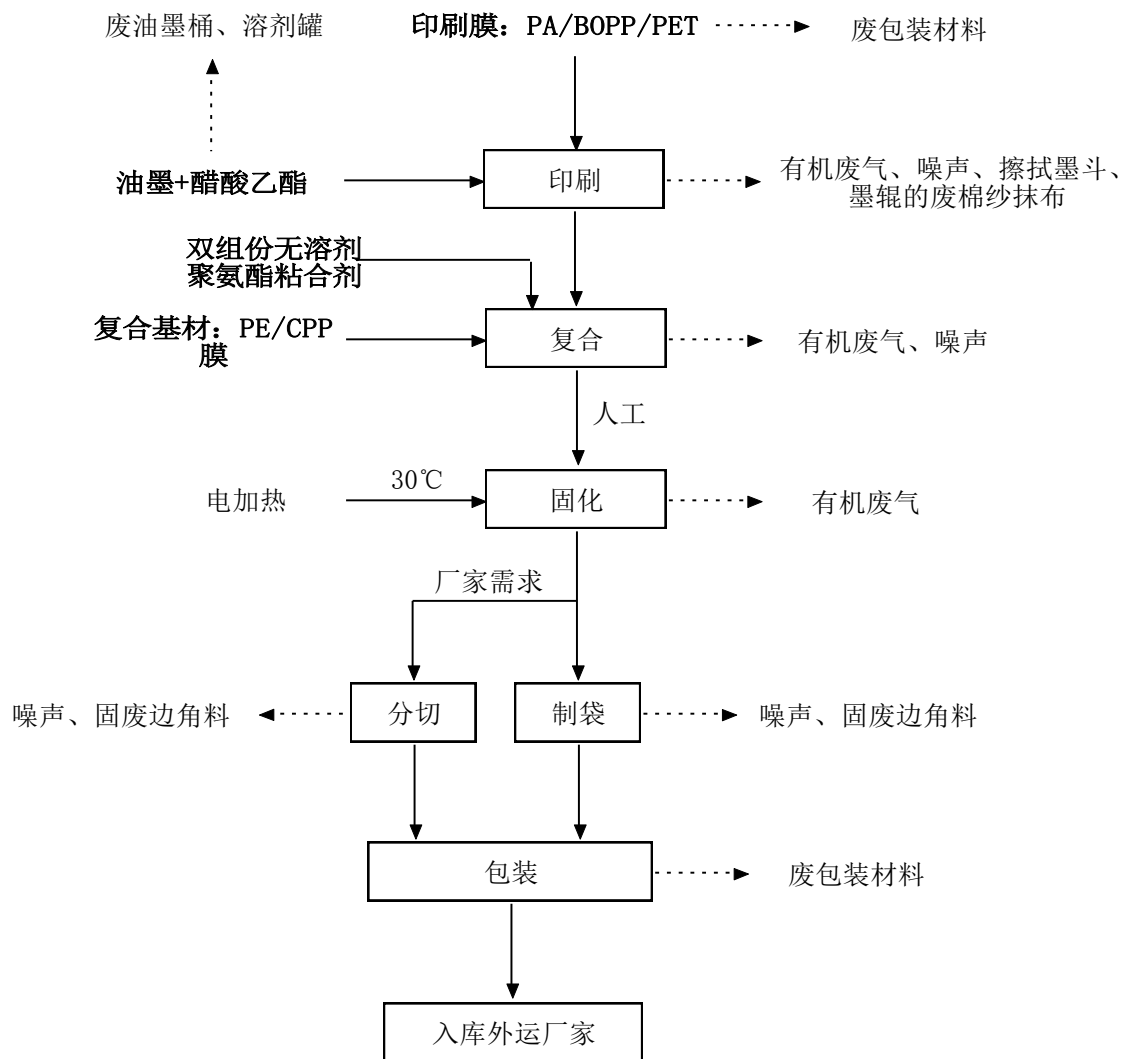 废油墨桶、溶剂罐
印刷膜：PA/BOPP/PET
废包装材料
油墨+醋酸乙酯
印刷
有机废气、噪声、擦拭墨斗、
墨辊的废棉纱抹布
双组份无溶剂
聚氨酯粘合剂
复合基材：PE/CPP
膜
复合
有机废气、噪声
人工
电加热
30℃
固化
有机废气
厂家需求
噪声、固废边角料
分切
制袋
噪声、固废边角料
包装
废包装材料
入库外运厂家